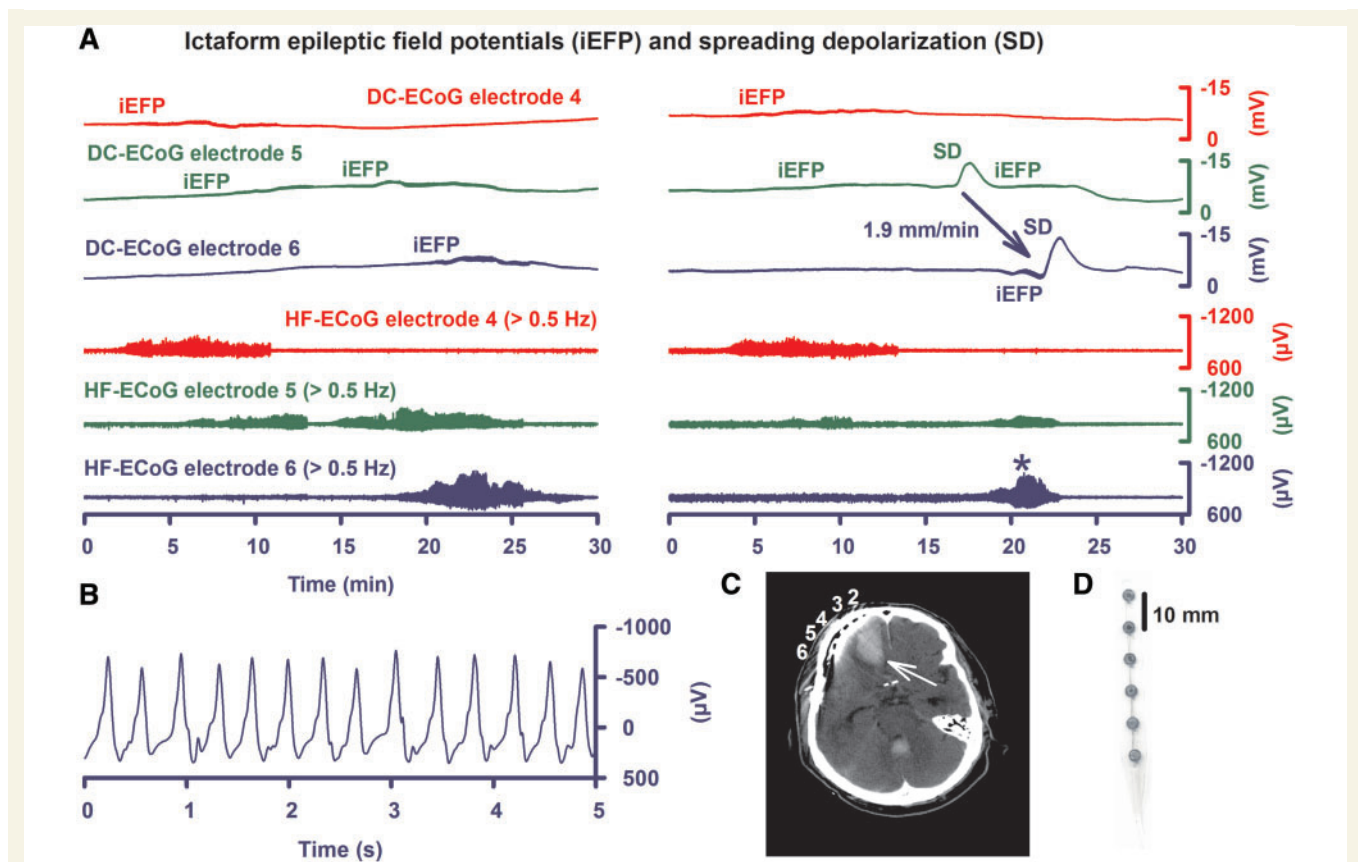 A
Ictaform epileptic field potentials (iEFP) and spreading depolarization (SD)
iEFP
DC-ECoG electrode 4
iEFP
-15
0
(mV)
DC-ECoG electrode 5
iEFP
iEFP
iEFP
SD
iEFP
-15
0
(mV)
DC-ECoG electrode 6
iEFP
1.9 mm/min
SD
iEFP
-15
0
(mV)
HF-ECoG electrode 4 (> 0.5 Hz)
-1200
600
(µV)
HF-ECoG electrode 5 (> 0.5 Hz)
-1200
600
(µV)
HF-ECoG electrode 6 (> 0.5 Hz)
*
-1200
600
(µV)
0 5 10 15 20 25 30
0 5 10 15 20 25 30
Time (min)
B
-1000
-500
0
500
(µV)
0 1 2 3 4 5
Time (s)
C
2
3
4
5
6
D
10 mm